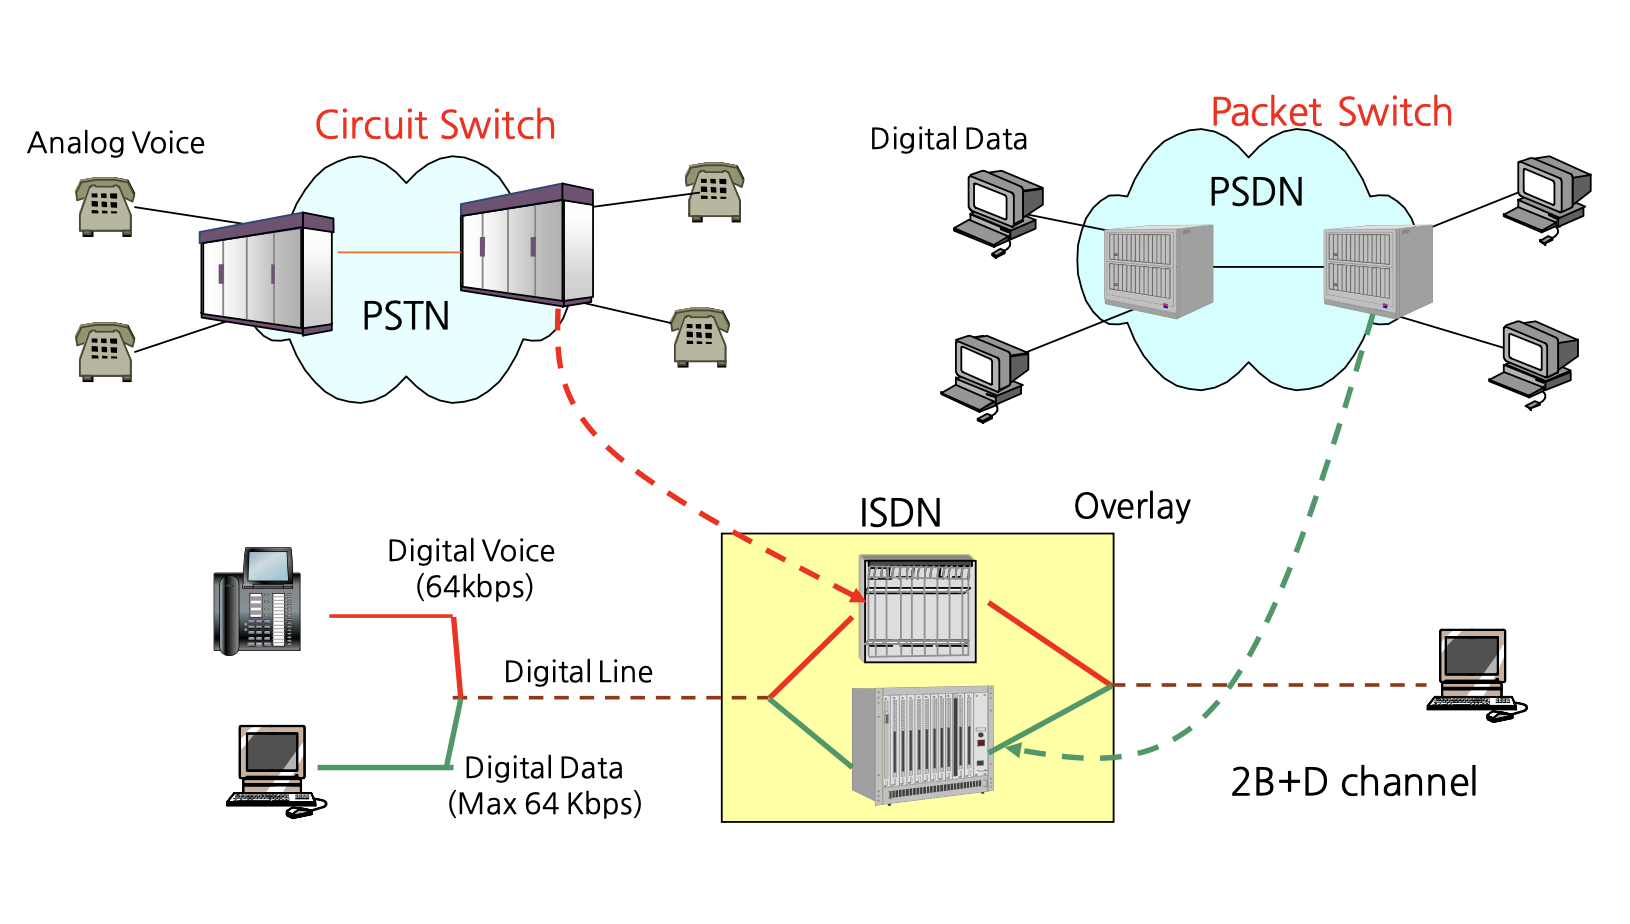 Circuit Switch
Packet Switch
Analog Voice
Digital Data
PSDN
PSTN
ISDN
Overlay
Digital Voice
(64kbps)
Digital Line
Digital Data
(Max 64 Kbps)
2B+D channel